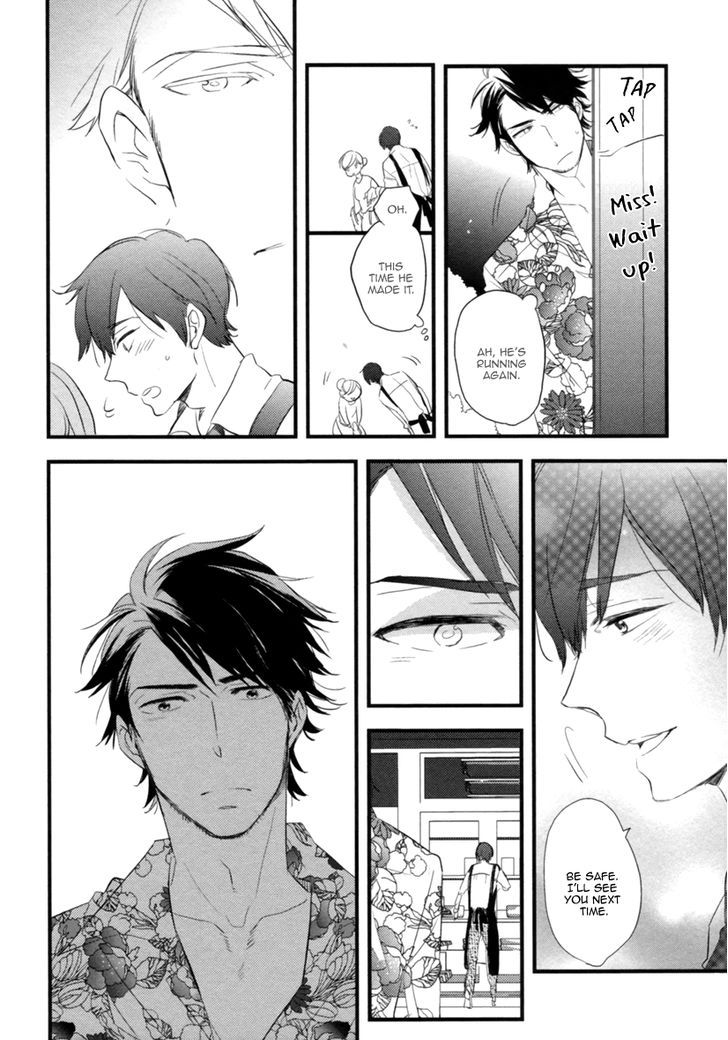 TAP
TAP
Miss!
Wait
up!
AH, HE'S
RUNNING
AGAIN.
OH.
THIS
TIME HE
MADE IT.
BE SAFE.
I'LL SEE
YOU NEXT
TIME.